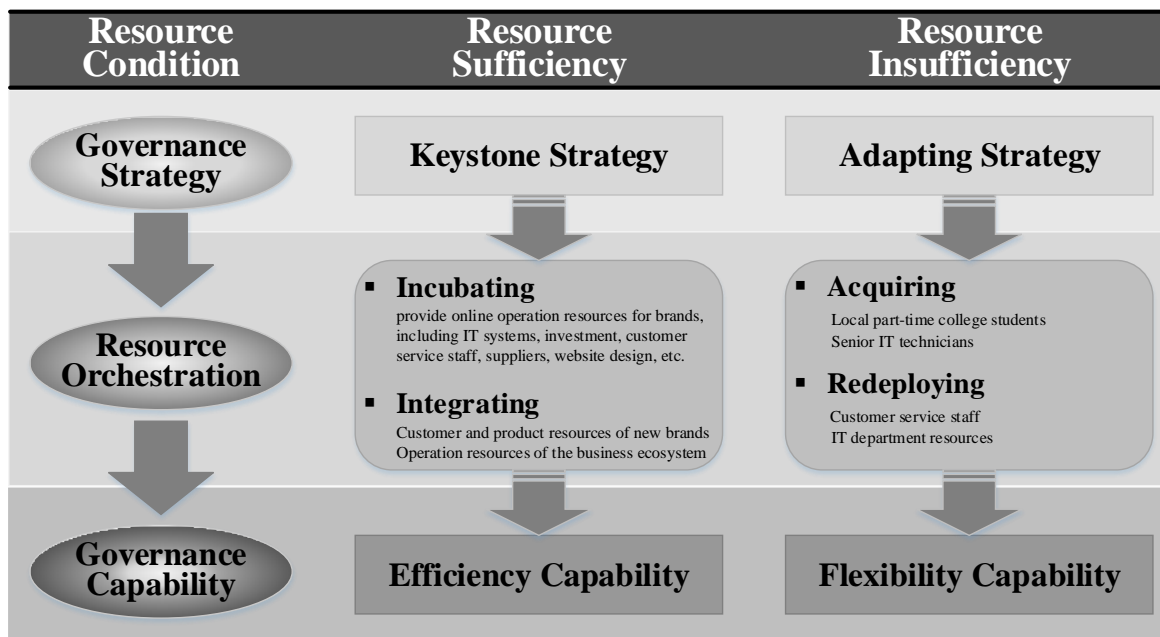 Resource
Condition
Resource
Sufficiency
Resource
Insufficiency
Governance
Strategy
Keystone Strategy
Adapting Strategy
Resource
Orchestration
▪ Incubating
provide online operation resources for brands,
including IT systems, investment, customer
service staff, suppliers, website design, etc.
▪ Integrating
Customer and product resources of new brands
Operation resources of the business ecosystem
▪ Acquiring
Local part-time college students
Senior IT technicians
▪ Redeploying
Customer service staff
IT department resources
Governance
Capability
Efficiency Capability
Flexibility Capability